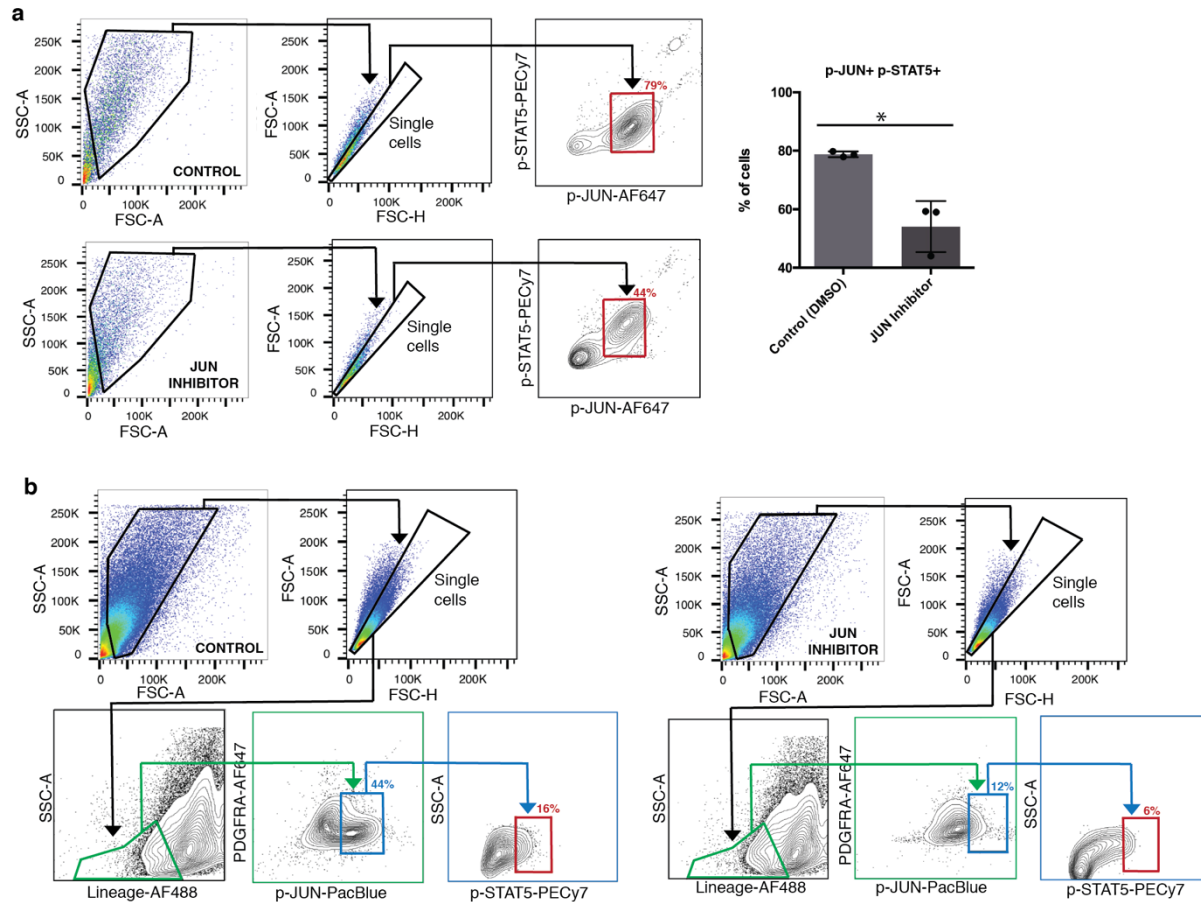 a
SSC-A
250K
200K
150K
100K
50K
0
CONTROL
0
100K
200K
FSC-A
FSC-A
250K
200K
150K
100K
50K
0
Single
cells
0
100K
200K
FSC-H
p-STAT5-PECy7
79%
p-JUN-AF647
p-JUN+ p-STAT5+
% of cells
100
80
60
40
*
Control (DMSO)
JUN Inhibitor
SSC-A
250K
200K
150K
100K
50K
0
JUN
INHIBITOR
0
100K
200K
FSC-A
FSC-A
250K
200K
150K
100K
50K
0
Single
cells
0
100K
200K
FSC-H
p-STAT5-PECy7
44%
p-JUN-AF647
b
SSC-A
250K
200K
150K
100K
50K
0
CONTROL
0
100K
200K
FSC-A
FSC-A
250K
200K
150K
100K
50K
0
Single
cells
0
100K
200K
FSC-H
SSC-A
Lineage-AF488
PDGFRA-AF647
44%
p-JUN-PacBlue
SSC-A
16%
p-STAT5-PECy7
SSC-A
250K
200K
150K
100K
50K
0
JUN
INHIBITOR
0
100K
200K
FSC-A
FSC-A
250K
200K
150K
100K
50K
0
Single
cells
0
100K
200K
FSC-H
SSC-A
Lineage-AF488
PDGFRA-AF647
12%
p-JUN-PacBlue
SSC-A
6%
p-STAT5-PECy7